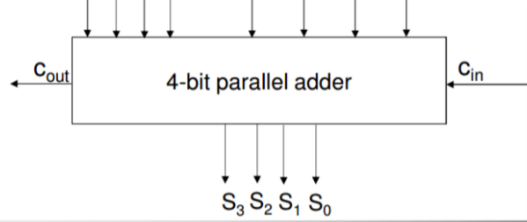 Cout 4-bit parallel adder Cin
S3 S2 S1 S0